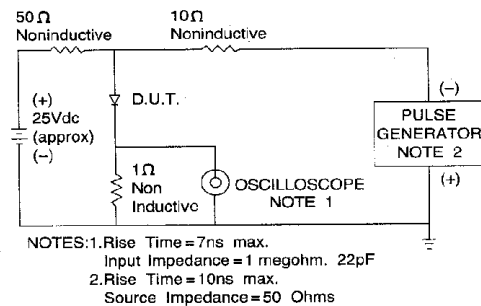 50Ω
Noninductive
10Ω
Noninductive
(+)
25Vdc
(approx)
(−)
D.U.T.
1Ω
Non
Inductive
OSCILLOSCOPE
NOTE 1
(−)
PULSE
GENERATOR
NOTE 2
(+)
NOTES:1.Rise Time=7ns max.
Input Impedance=1 megohm. 22pF
2.Rise Time=10ns max.
Source Impedance=50 Ohms